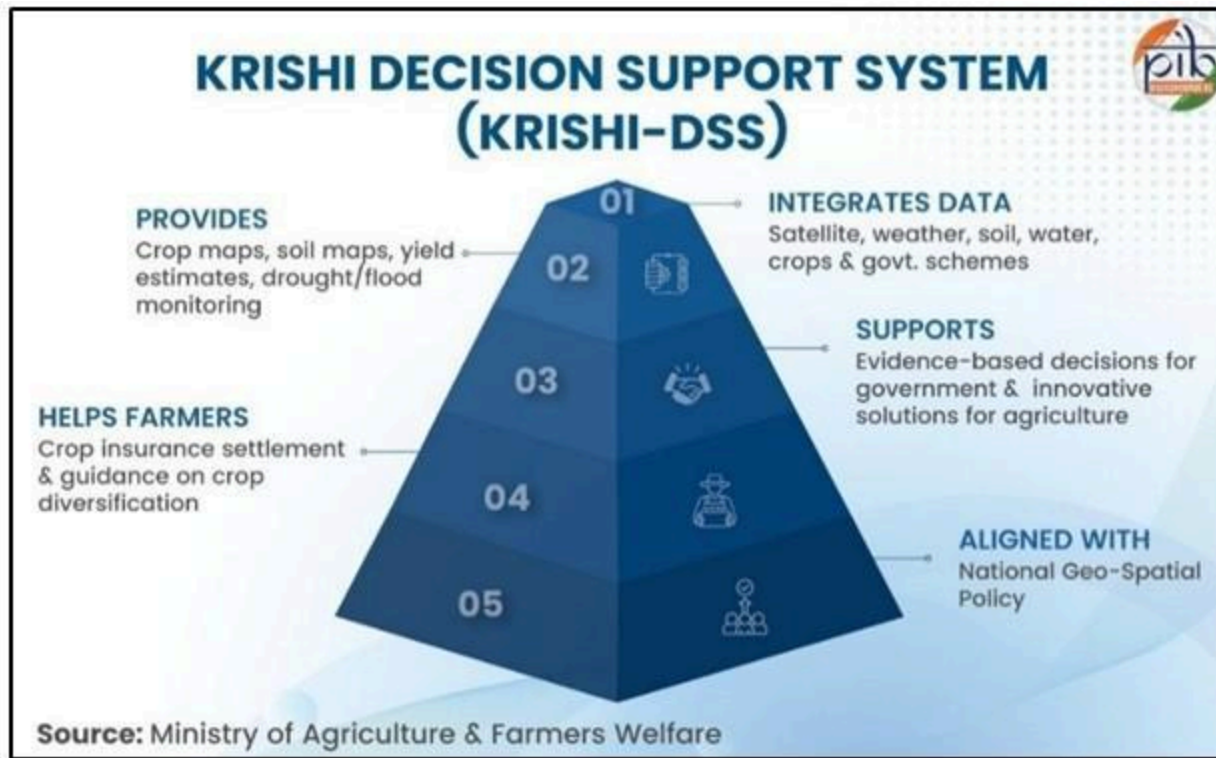 KRISHI DECISION SUPPORT SYSTEM
(KRISHI-DSS)
pib
01
INTEGRATES DATA
Satellite, weather, soil, water,
crops & govt. schemes
PROVIDES
Crop maps, soil maps, yield
estimates, drought/flood
monitoring
02
SUPPORTS
Evidence-based decisions for
government & innovative
solutions for agriculture
03
HELPS FARMERS
Crop insurance settlement
& guidance on crop
diversification
04
ALIGNED WITH
National Geo-Spatial
Policy
05
Source: Ministry of Agriculture & Farmers Welfare